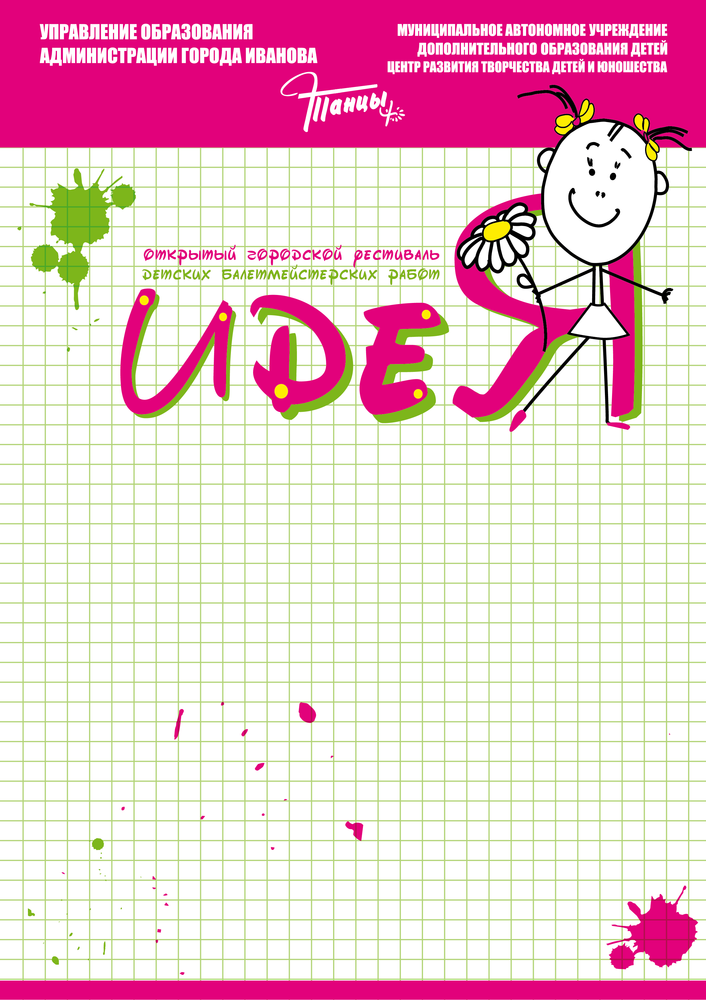 УПРАВЛЕНИЕ ОБРАЗОВАНИЯ
АДМИНИСТРАЦИИ ГОРОДА ИВАНОВА
МУНИЦИПАЛЬНОЕ АВТОНОМНОЕ УЧРЕЖДЕНИЕ
ДОПОЛНИТЕЛЬНОГО ОБРАЗОВАНИЯ ДЕТЕЙ
ЦЕНТР РАЗВИТИЯ ТВОРЧЕСТВА ДЕТЕЙ И ЮНОШЕСТВА
Танцы+
ОТКРЫТЫЙ ГОРОДСКОЙ ФЕСТИВАЛЬ
ДЕТСКИХ БАЛЕТМЕЙСТЕРСКИХ РАБОТ
ИДЕЯ